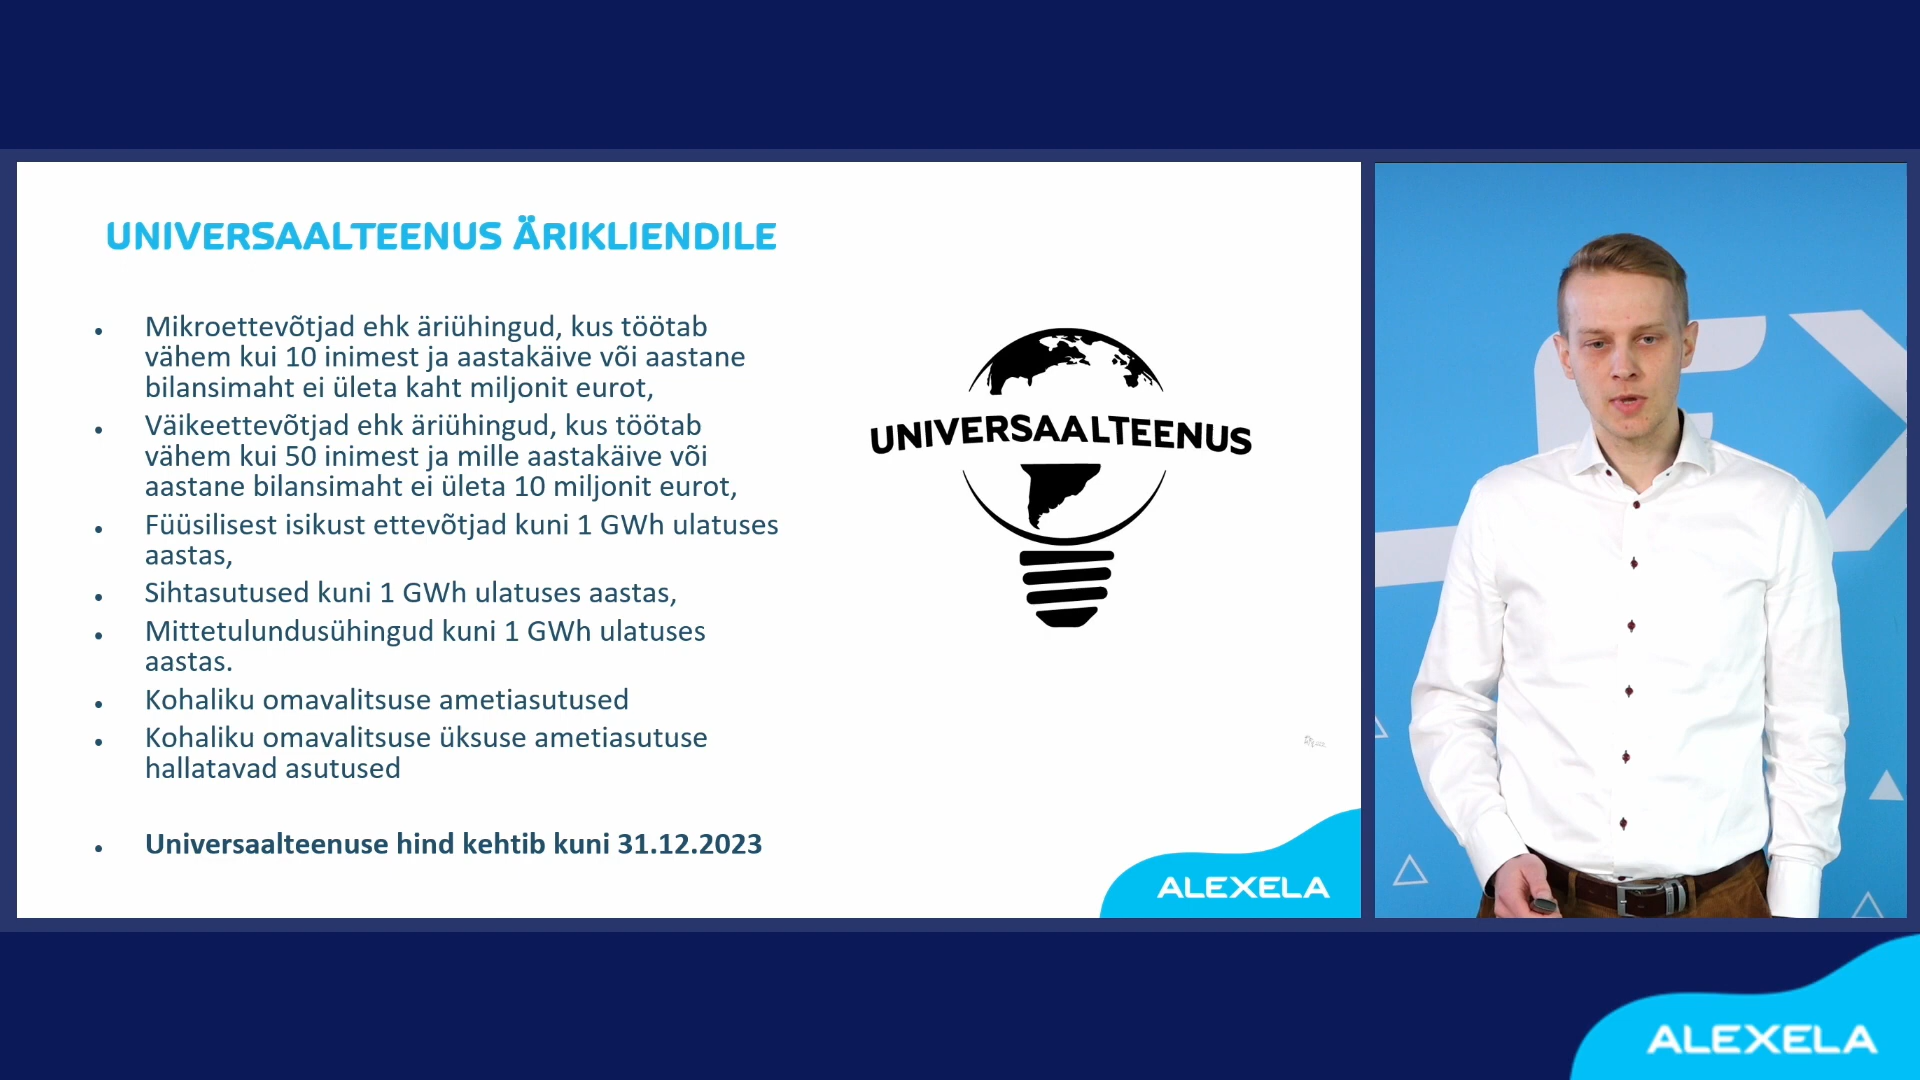 UNIVERSAALTEENUS ÄRIKLIENDILE
Mikroettevõtjad ehk äriühingud, kus töötab
vähem kui 10 inimest ja aastakäive või aastane
bilansimaht ei ületa kaht miljonit eurot,
Väikeettevõtjad ehk äriühingud, kus töötab
vähem kui 50 inimest ja mille aastakäive või
aastane bilansimaht ei ületa 10 miljonit eurot,
Füüsilisest isikust ettevõtjad kuni 1 GWh ulatuses
aastas,
Sihtasutused kuni 1 GWh ulatuses aastas,
Mittetulundusühingud kuni 1 GWh ulatuses
aastas.
Kohaliku omavalitsuse ametiasutused
Kohaliku omavalitsuse üksuse ametiasutuse
hallatavad asutused
Universaalteenuse hind kehtib kuni 31.12.2023
UNIVERSAALTEENUS
ALEXELA
ALEXELA